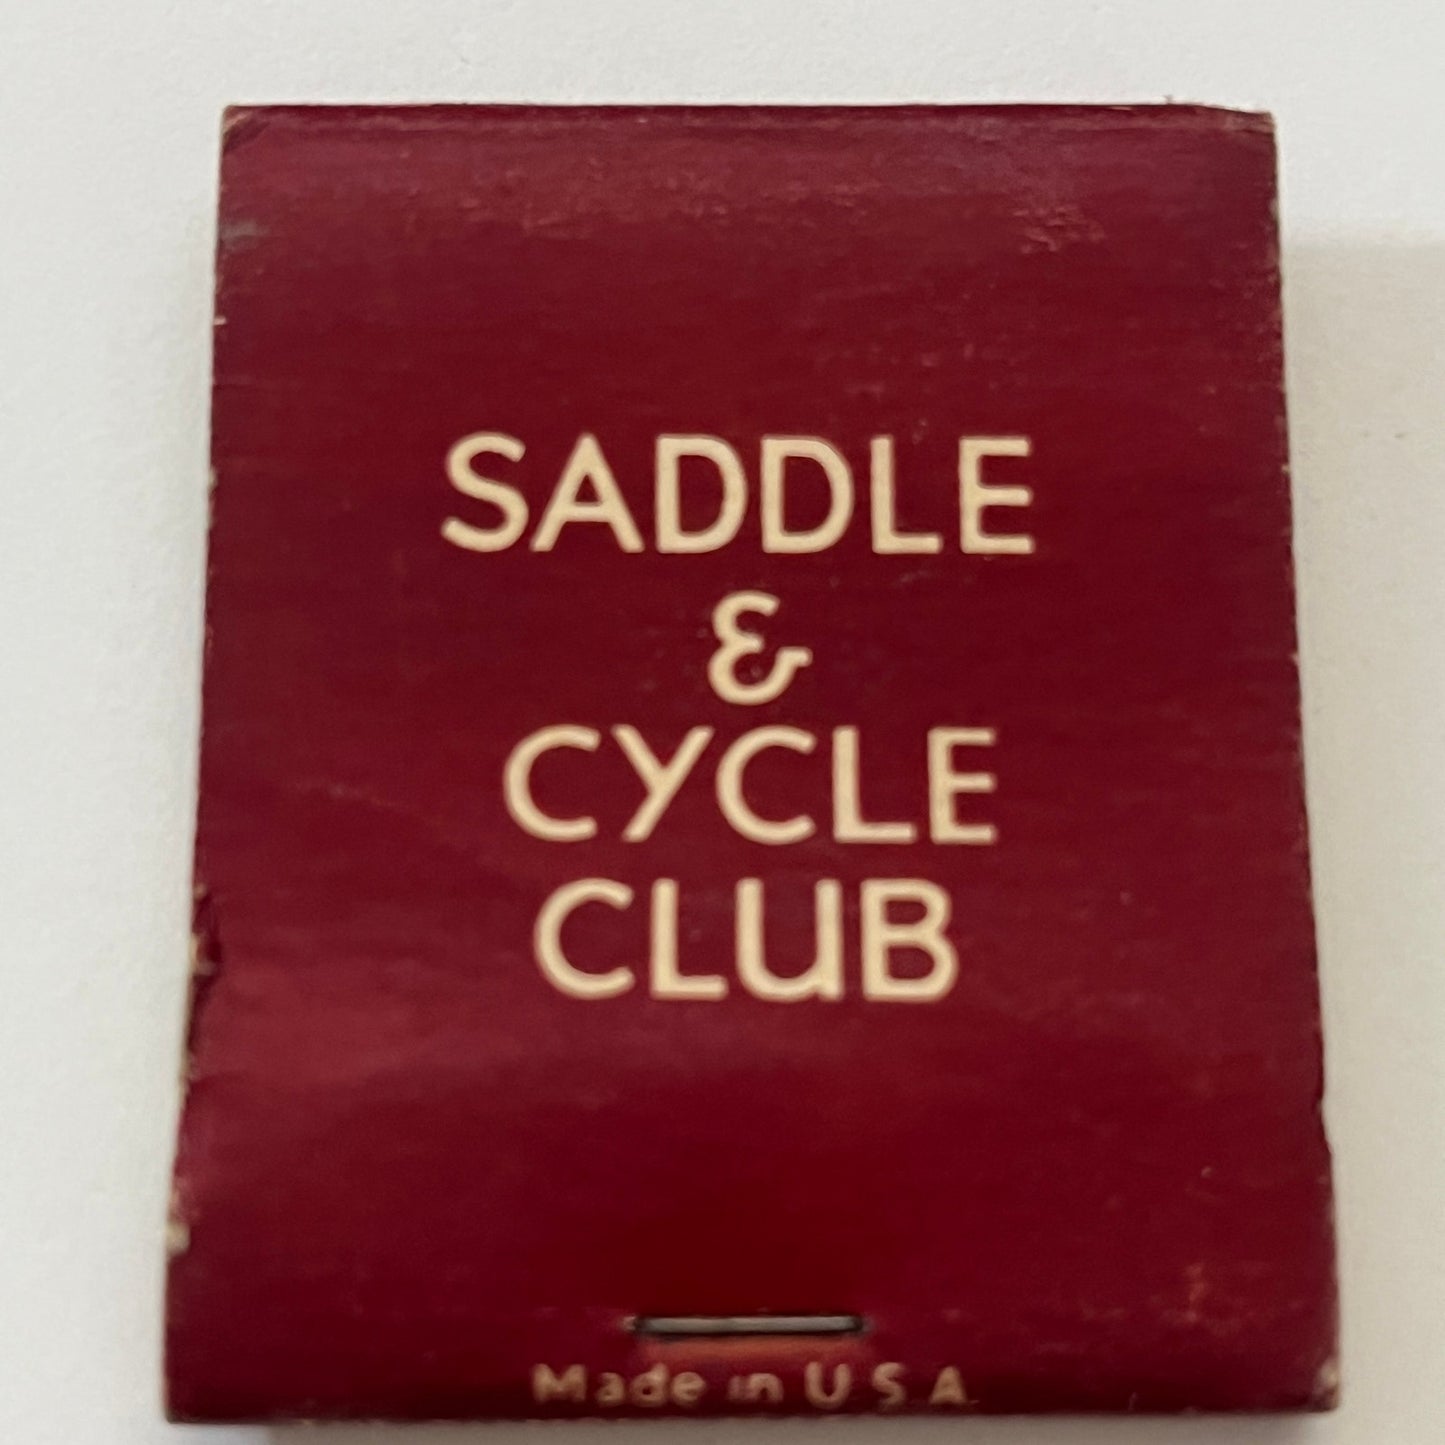 SADDLE
&
CYCLE
CLUB
Made in U.S.A.